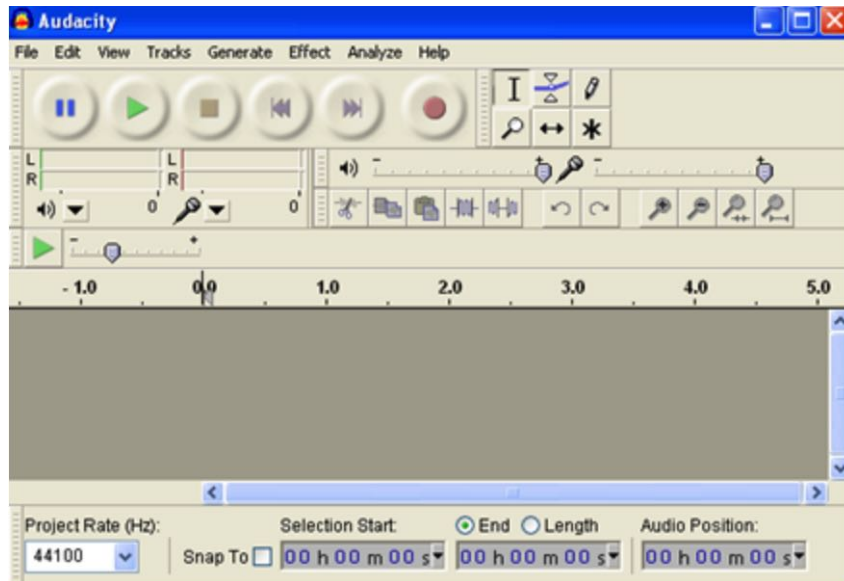 Audacity
File Edit View Tracks Generate Effect Analyze Help
L L
R R
0 0
- + - +
- +
- 1.0 0.0 1.0 2.0 3.0 4.0 5.0
Project Rate (Hz): Selection Start: End Length Audio Position:
44100 Snap To 00 h 00 m 00 s 00 h 00 m 00 s 00 h 00 m 00 s